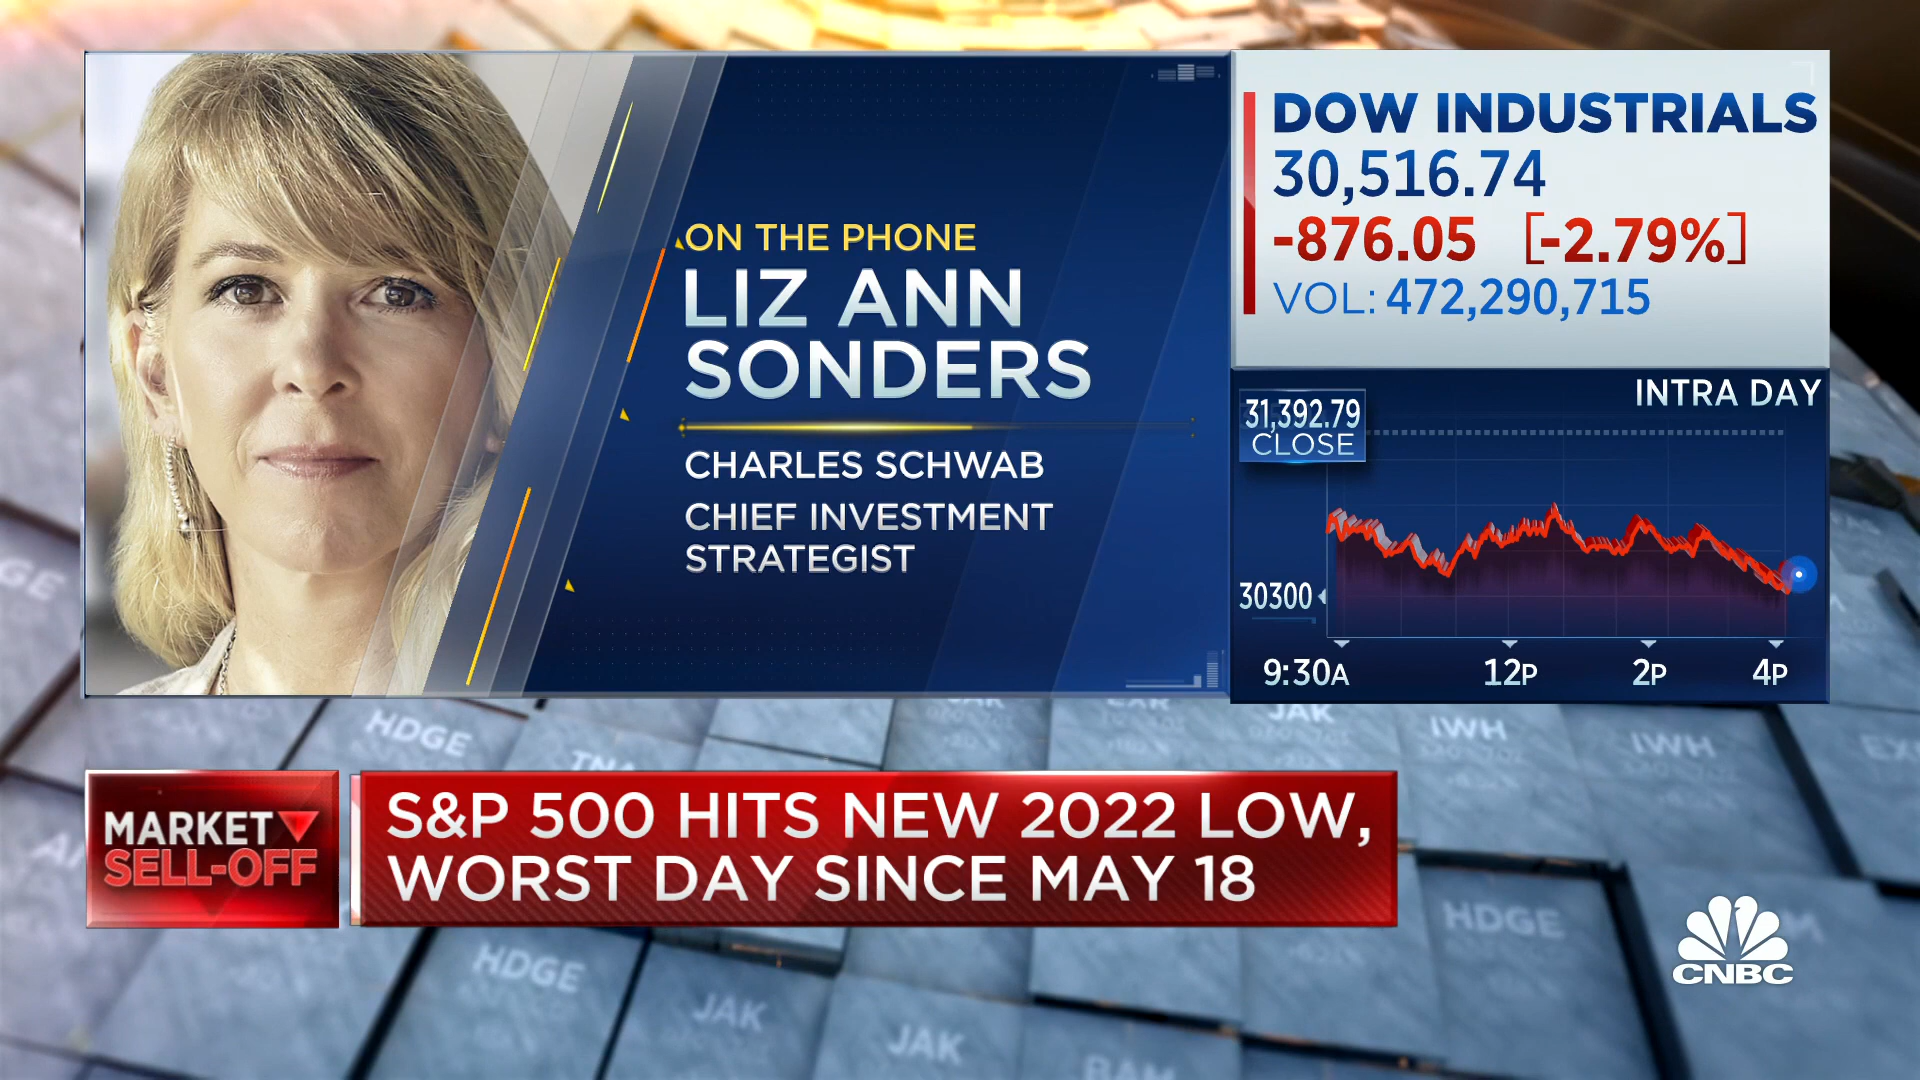 ON THE PHONE
LIZ ANN
SONDERS
CHARLES SCHWAB
CHIEF INVESTMENT
STRATEGIST
DOW INDUSTRIALS
30,516.74
-876.05 [-2.79%]
VOL: 472,290,715
INTRA DAY
31,392.79
CLOSE
30300
9:30A 12P 2P 4P
MARKET
SELL-OFF
S&P 500 HITS NEW 2022 LOW,
WORST DAY SINCE MAY 18
CNBC
HDGE
JAK
IWH
IWH
HDGE
HDGE
JAK
JAK